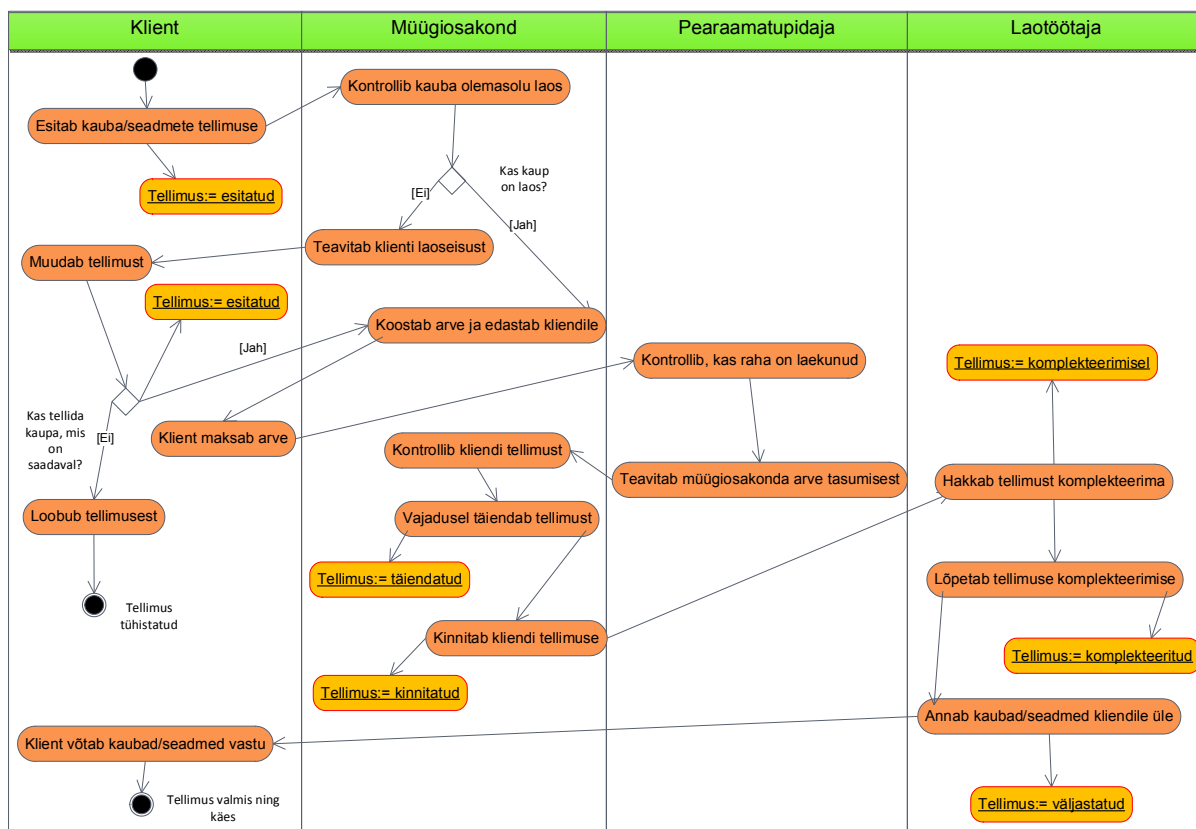 Klient
Müügiosakond
Pearaamatupidaja
Laotöötaja
Kontrollib kauba olemasolu laos
Esitab kauba/seadmete tellimuse
Kas kaup
on laos?
[Ei]
Tellimus:= esitatud
[Jah]
Teavitab klienti laoseisust
Muudab tellimust
Tellimus:= esitatud
Koostab arve ja edastab kliendile
[Jah]
Kontrollib, kas raha on laekunud
Tellimus:= komplekteerimisel
Kas tellida
kaupa, mis
on
saadaval?
[Ei]
Klient maksab arve
Kontrollib kliendi tellimust
Teavitab müügiosakonda arve tasumisest
Hakkab tellimust komplekteerima
Loobub tellimusest
Vajadusel täiendab tellimust
Tellimus:= täiendatud
Lõpetab tellimuse komplekteerimise
Tellimus
tühistatud
Kinnitab kliendi tellimuse
Tellimus:= komplekteeritud
Tellimus:= kinnitatud
Annab kaubad/seadmed kliendile üle
Klient võtab kaubad/seadmed vastu
Tellimus valmis ning
käes
Tellimus:= väljastatud